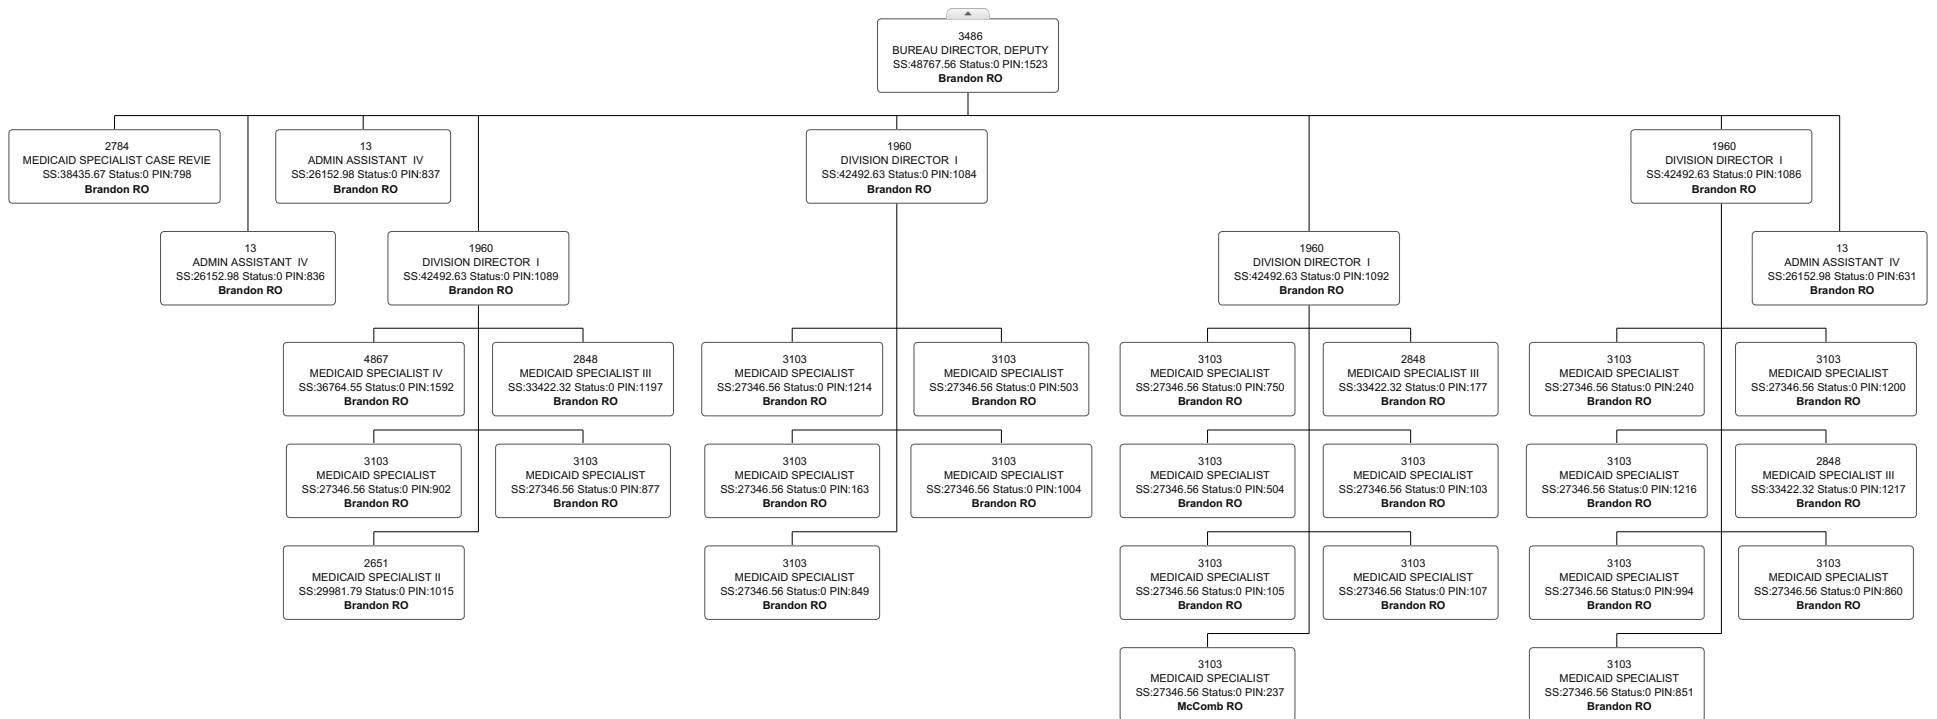 3486
BUREAU DIRECTOR, DEPUTY
SS:48767.56 Status:0 PIN:1523
Brandon RO
2784
MEDICAID SPECIALIST CASE REVIE
SS:38435.67 Status:0 PIN:798
Brandon RO
13
ADMIN ASSISTANT  IV
SS:26152.98 Status:0 PIN:837
Brandon RO
1960
DIVISION DIRECTOR  I
SS:42492.63 Status:0 PIN:1084
Brandon RO
1960
DIVISION DIRECTOR  I
SS:42492.63 Status:0 PIN:1086
Brandon RO
13
ADMIN ASSISTANT  IV
SS:26152.98 Status:0 PIN:836
Brandon RO
1960
DIVISION DIRECTOR  I
SS:42492.63 Status:0 PIN:1089
Brandon RO
1960
DIVISION DIRECTOR  I
SS:42492.63 Status:0 PIN:1092
Brandon RO
13
ADMIN ASSISTANT  IV
SS:26152.98 Status:0 PIN:631
Brandon RO
4867
MEDICAID SPECIALIST IV
SS:36764.55 Status:0 PIN:1592
Brandon RO
2848
MEDICAID SPECIALIST III
SS:33422.32 Status:0 PIN:1197
Brandon RO
3103
MEDICAID SPECIALIST
SS:27346.56 Status:0 PIN:1214
Brandon RO
3103
MEDICAID SPECIALIST
SS:27346.56 Status:0 PIN:503
Brandon RO
3103
MEDICAID SPECIALIST
SS:27346.56 Status:0 PIN:750
Brandon RO
2848
MEDICAID SPECIALIST III
SS:33422.32 Status:0 PIN:177
Brandon RO
3103
MEDICAID SPECIALIST
SS:27346.56 Status:0 PIN:240
Brandon RO
3103
MEDICAID SPECIALIST
SS:27346.56 Status:0 PIN:1200
Brandon RO
3103
MEDICAID SPECIALIST
SS:27346.56 Status:0 PIN:902
Brandon RO
3103
MEDICAID SPECIALIST
SS:27346.56 Status:0 PIN:877
Brandon RO
3103
MEDICAID SPECIALIST
SS:27346.56 Status:0 PIN:163
Brandon RO
3103
MEDICAID SPECIALIST
SS:27346.56 Status:0 PIN:1004
Brandon RO
3103
MEDICAID SPECIALIST
SS:27346.56 Status:0 PIN:504
Brandon RO
3103
MEDICAID SPECIALIST
SS:27346.56 Status:0 PIN:103
Brandon RO
3103
MEDICAID SPECIALIST
SS:27346.56 Status:0 PIN:1216
Brandon RO
2848
MEDICAID SPECIALIST III
SS:33422.32 Status:0 PIN:1217
Brandon RO
2651
MEDICAID SPECIALIST II
SS:29981.79 Status:0 PIN:1015
Brandon RO
3103
MEDICAID SPECIALIST
SS:27346.56 Status:0 PIN:849
Brandon RO
3103
MEDICAID SPECIALIST
SS:27346.56 Status:0 PIN:105
Brandon RO
3103
MEDICAID SPECIALIST
SS:27346.56 Status:0 PIN:107
Brandon RO
3103
MEDICAID SPECIALIST
SS:27346.56 Status:0 PIN:994
Brandon RO
3103
MEDICAID SPECIALIST
SS:27346.56 Status:0 PIN:860
Brandon RO
3103
MEDICAID SPECIALIST
SS:27346.56 Status:0 PIN:237
McComb RO
3103
MEDICAID SPECIALIST
SS:27346.56 Status:0 PIN:851
Brandon RO